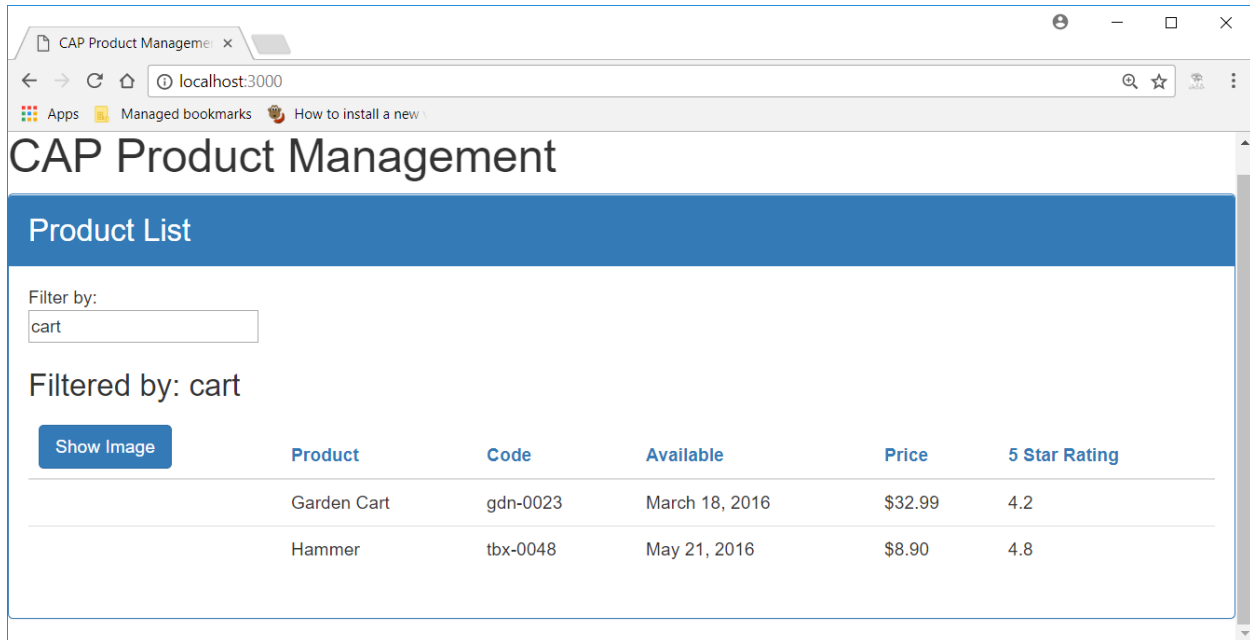 CAP Product Managemer
localhost:3000
Apps Managed bookmarks How to install a new
CAP Product Management
Product List
Filter by:
cart
Filtered by: cart
Show Image Product Code Available Price 5 Star Rating
Garden Cart gdn-0023 March 18, 2016 $32.99 4.2
Hammer tbx-0048 May 21, 2016 $8.90 4.8